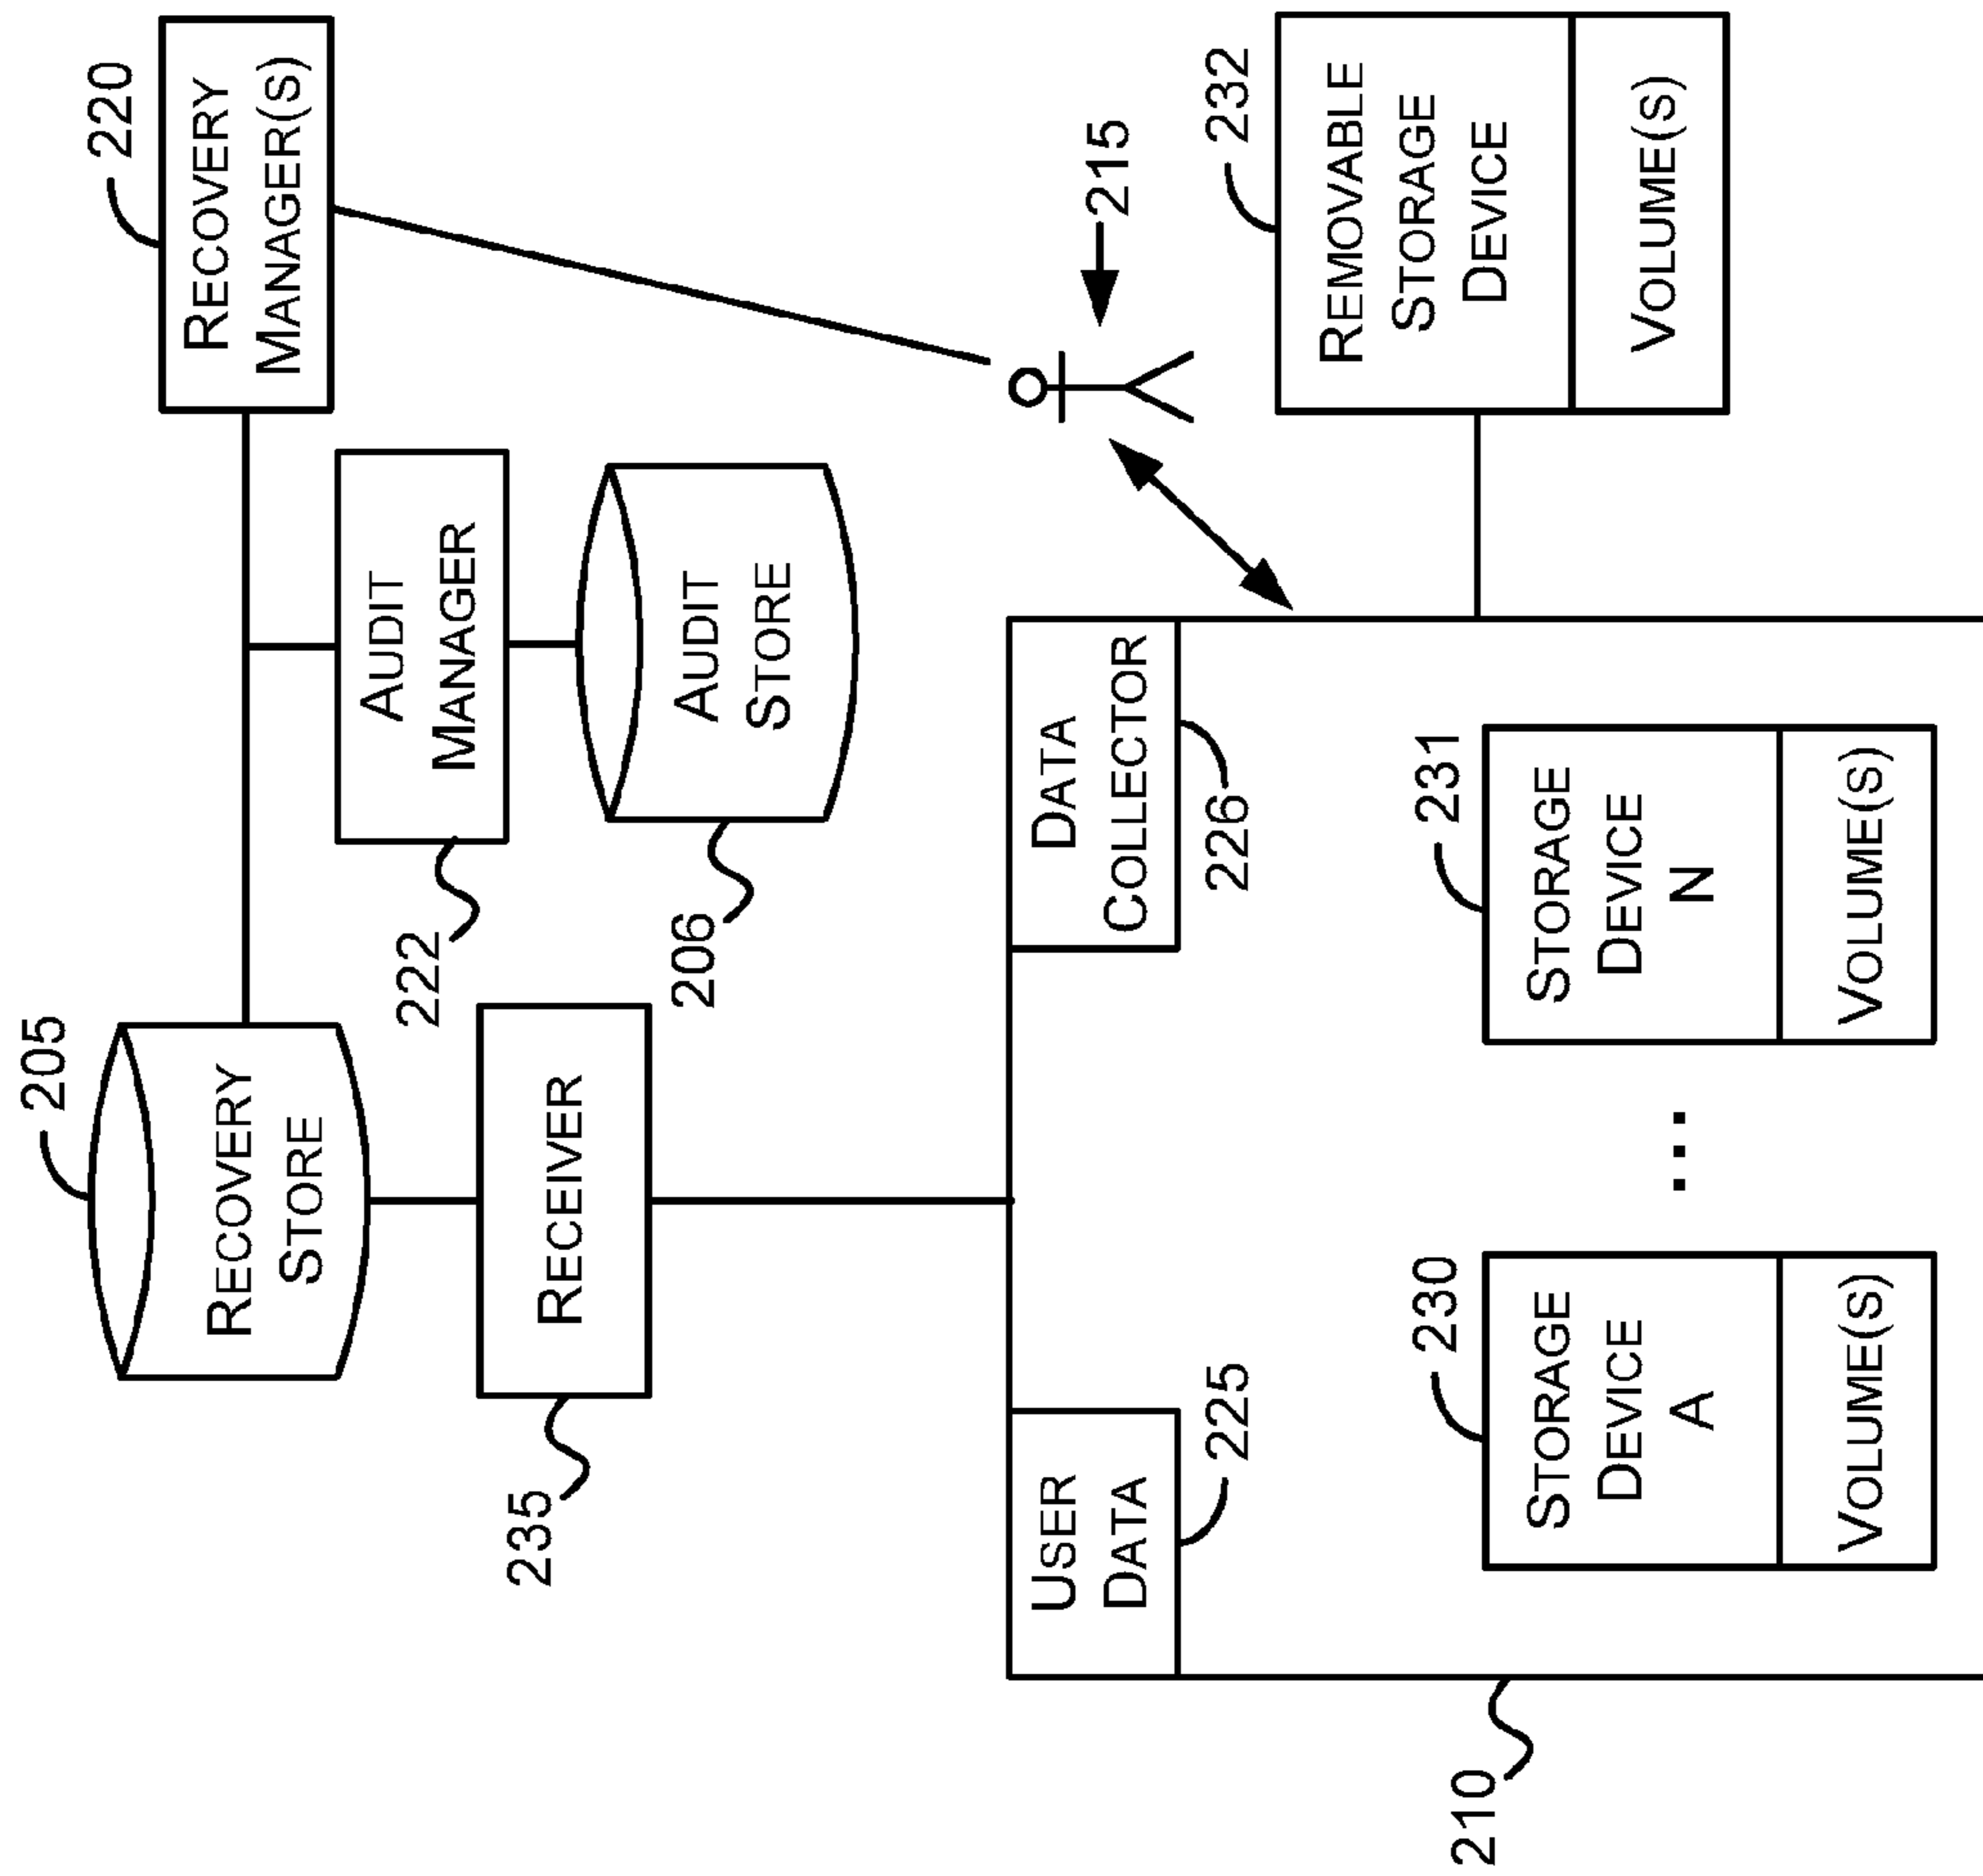 205
RECOVERY
STORE
220
RECOVERY
MANAGER(S)
222
AUDIT
MANAGER
235
RECEIVER
206
AUDIT
STORE
215
USER
DATA
225
DATA
COLLECTOR
226
232
REMOVABLE
STORAGE
DEVICE
VOLUME(S)
210
230
STORAGE
DEVICE
A
VOLUME(S)
...
231
STORAGE
DEVICE
N
VOLUME(S)